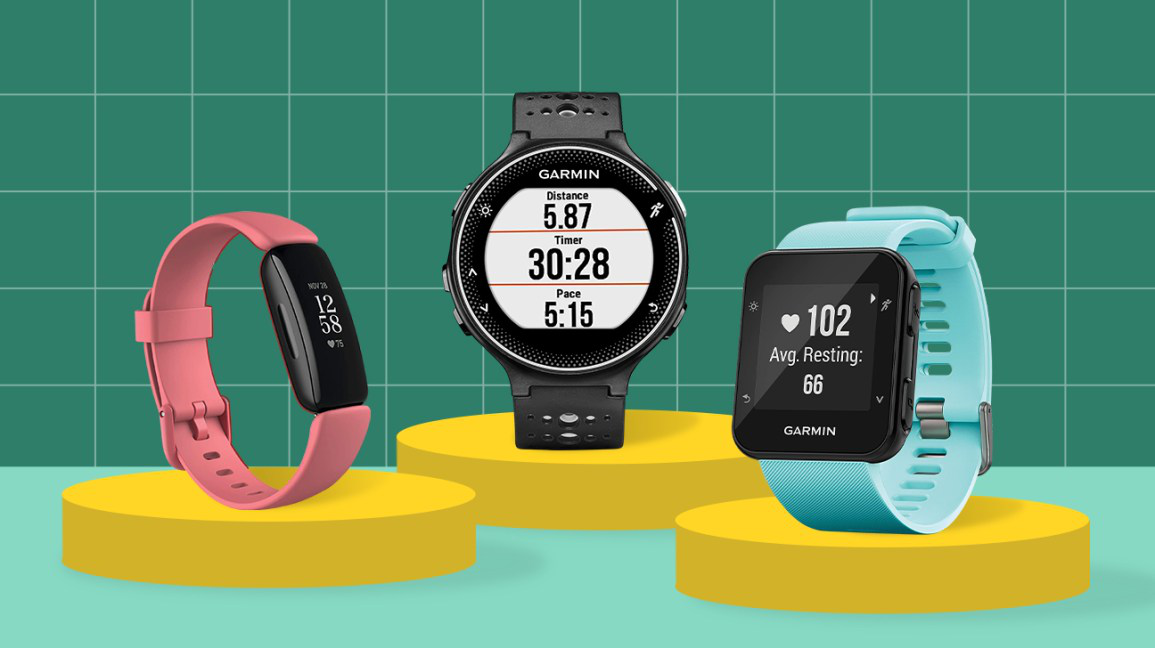 NOV 28
12
58
75
GARMIN
Distance
5.87
Timer
30:28
Pace
5:15
102
Avg. Resting:
66
GARMIN